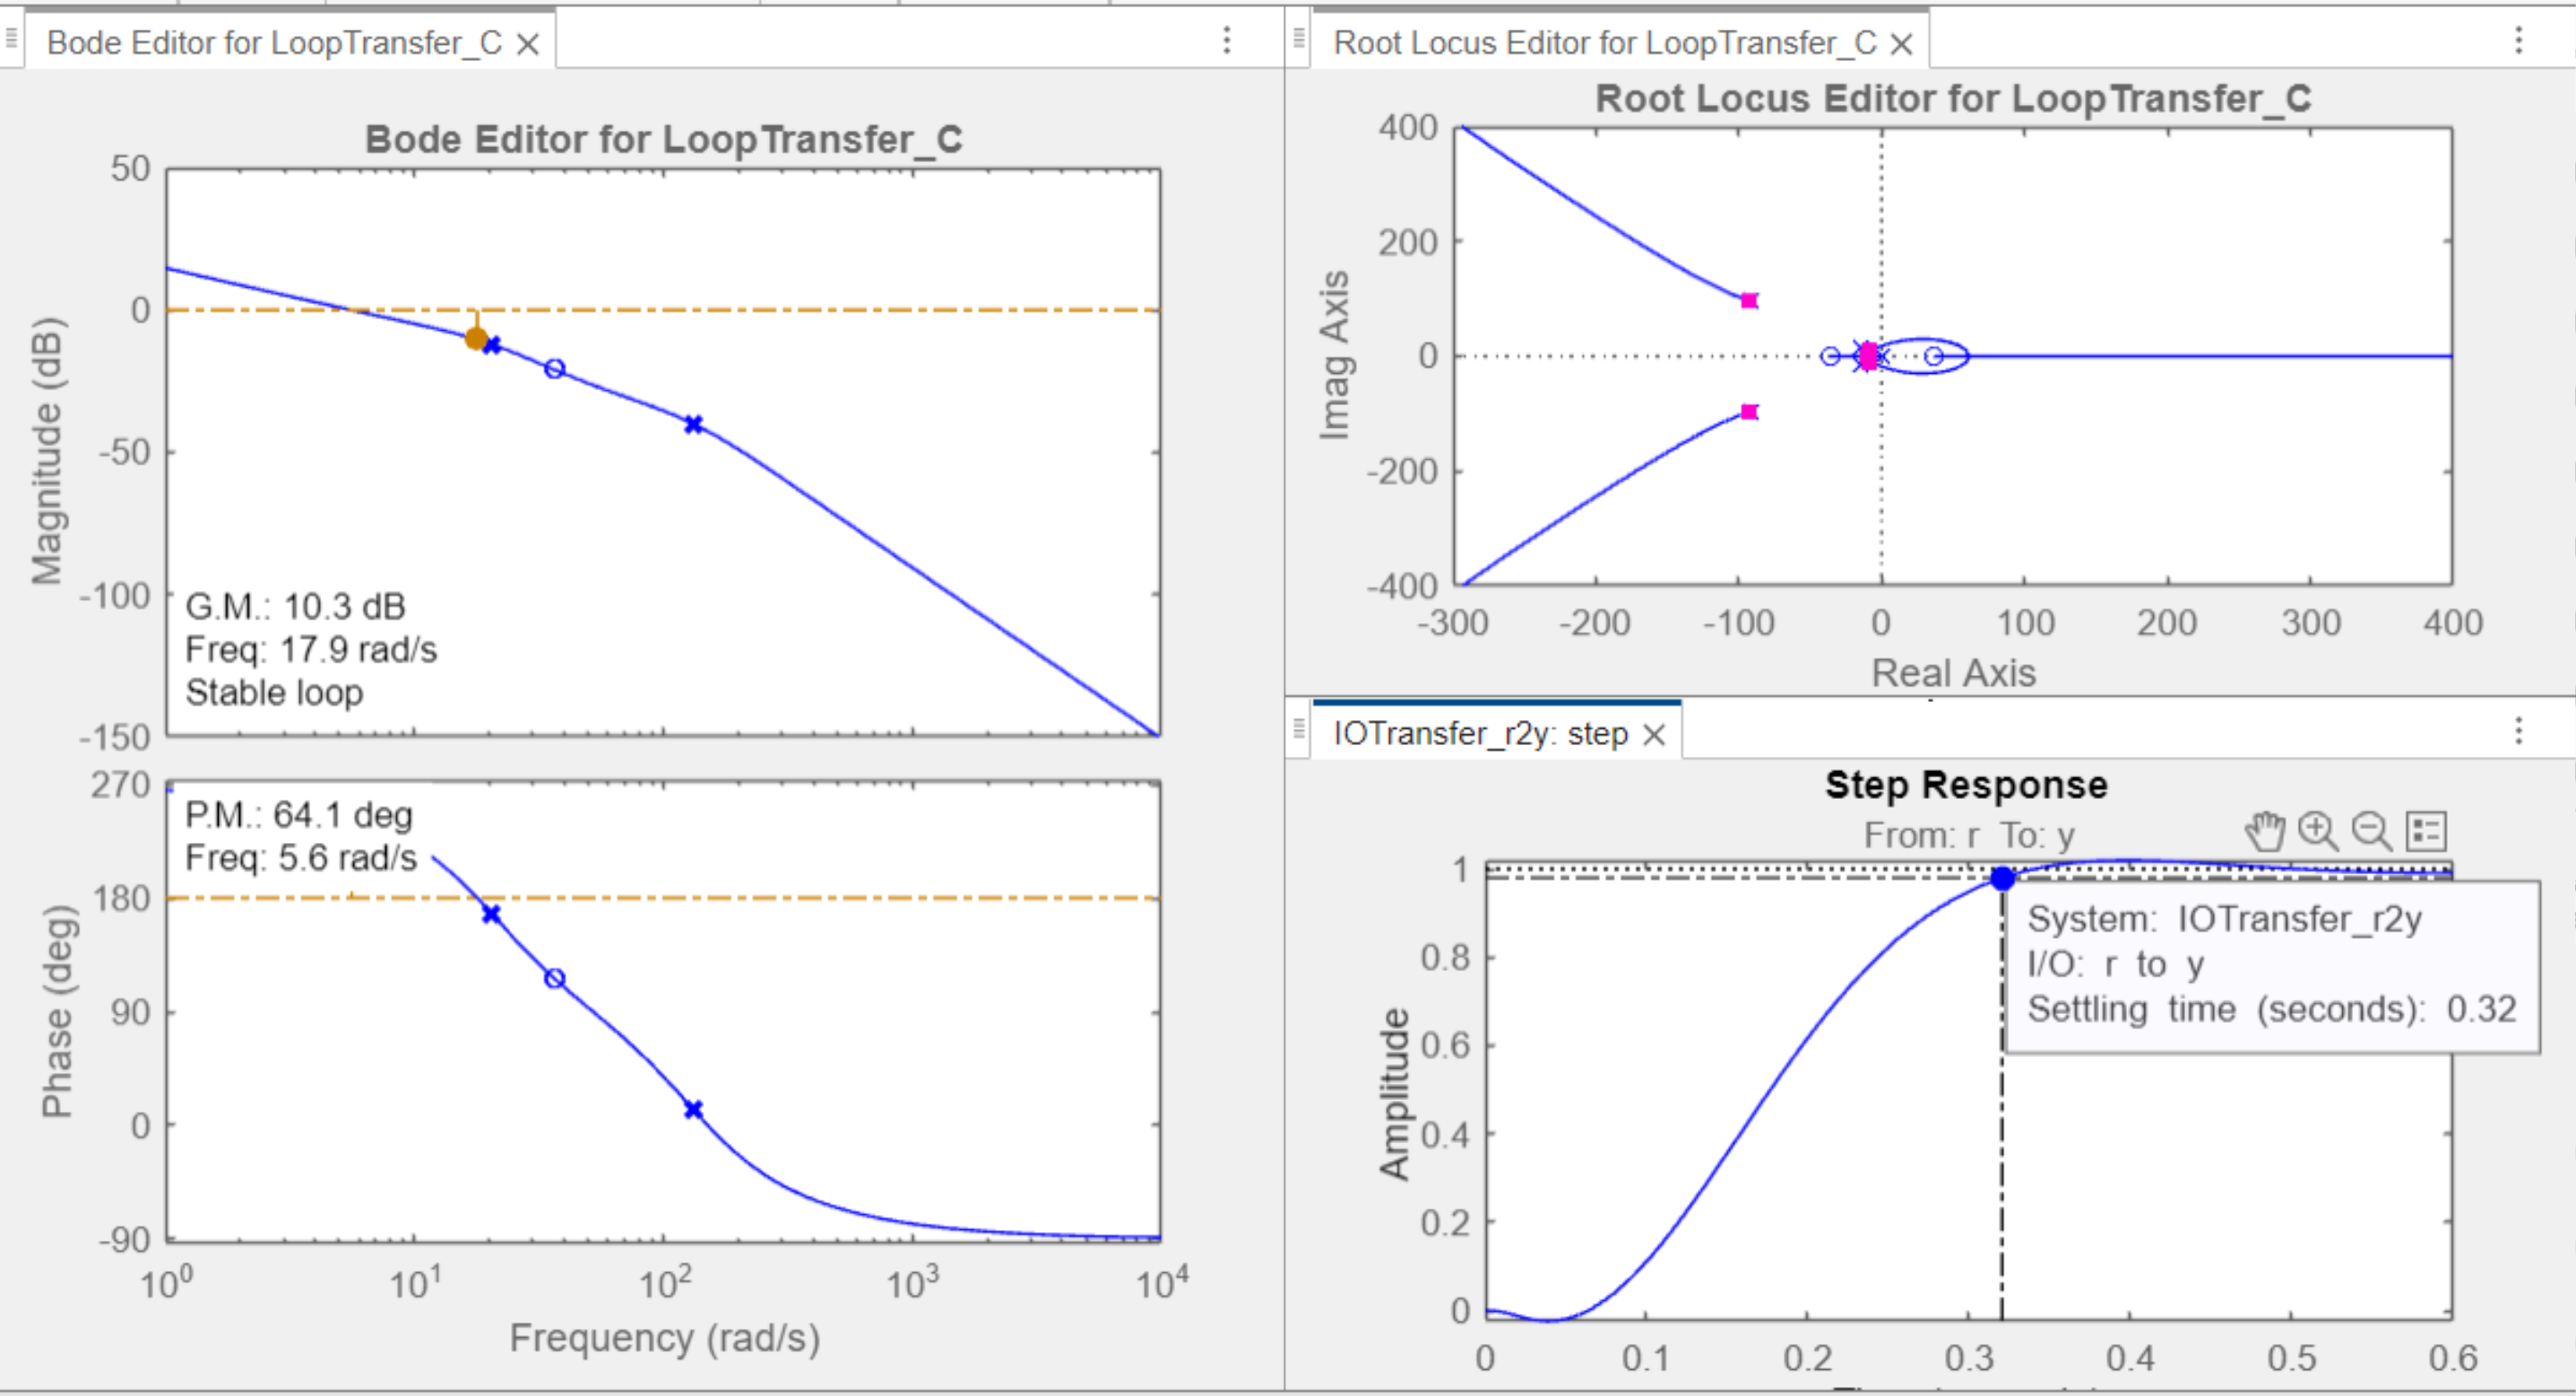 Bode Editor for LoopTransfer_C
Bode Editor for LoopTransfer_C
50
0
-50
-100
-150
Magnitude (dB)
G.M.: 10.3 dB
Freq: 17.9 rad/s
Stable loop
270
180
90
0
-90
Phase (deg)
P.M.: 64.1 deg
Freq: 5.6 rad/s
10^0 10^1 10^2 10^3 10^4
Frequency (rad/s)
Root Locus Editor for LoopTransfer_C
Root Locus Editor for LoopTransfer_C
400
200
0
-200
-400
Imag Axis
-300 -200 -100 0 100 200 300 400
Real Axis
IOTransfer_r2y: step
Step Response
From: r To: y
1
0.8
0.6
0.4
0.2
0
Amplitude
System: IOTransfer_r2y
I/O: r to y
Settling time (seconds): 0.32
0 0.1 0.2 0.3 0.4 0.5 0.6